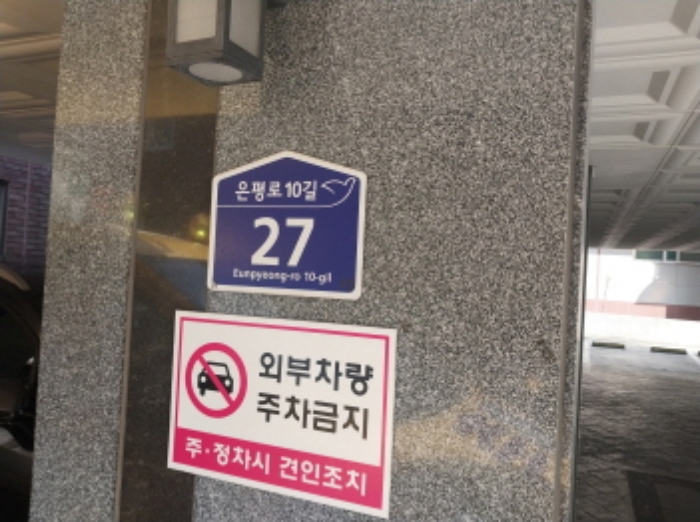 은평로10길
27
Eunpyeong-ro 10-gil
외부차량
주차금지
주·정차시 견인조치